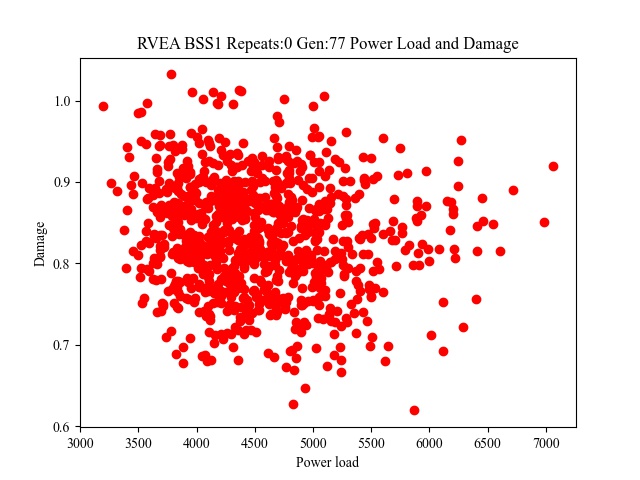 RVEA BSS1 Repeats:0 Gen:77 Power Load and Damage
1.0
0.9
0.8
0.7
0.6
Damage
3000 3500 4000 4500 5000 5500 6000 6500 7000
Power load